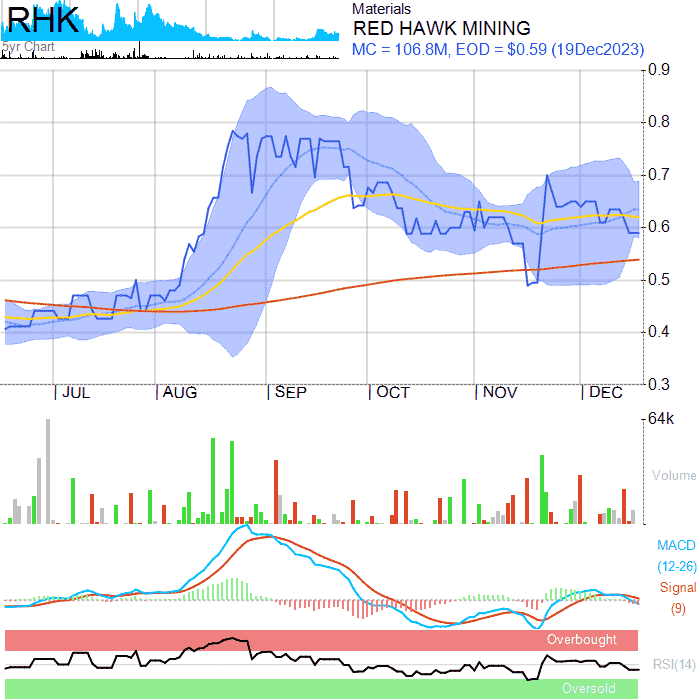 RHK
5yr Chart
Materials
RED HAWK MINING
MC = 106.8M, EOD = $0.59 (19Dec2023)
0.9
0.8
0.7
0.6
0.5
0.4
0.3
JUL AUG SEP OCT NOV DEC
64k
Volume
MACD
(12-26)
Signal
(9)
Overbought
RSI(14)
Oversold